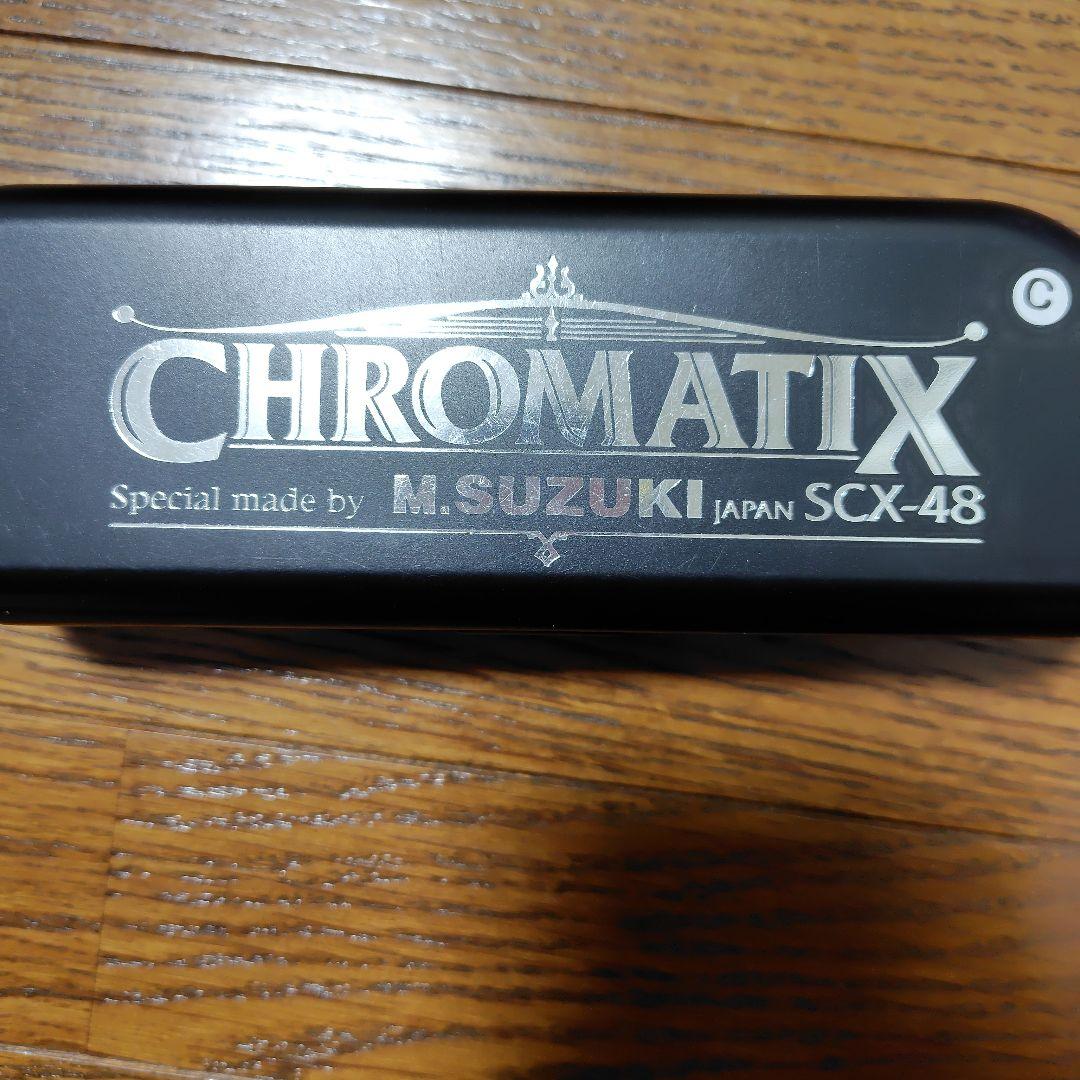 C
CHROMATIX
Special made by M.SUZUKI JAPAN SCX-48